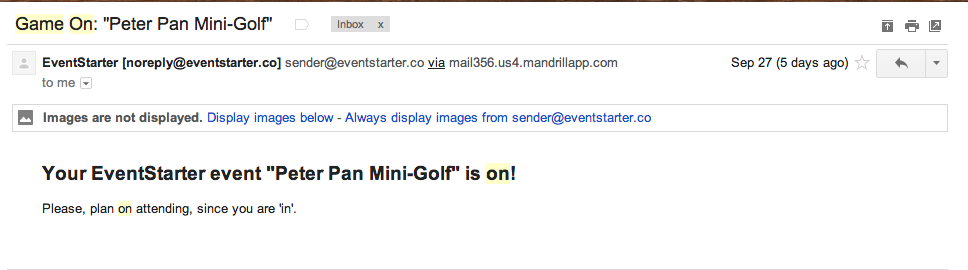 Game On: "Peter Pan Mini-Golf" Inbox x
EventStarter [noreply@eventstarter.co] sender@eventstarter.co via mail356.us4.mandrillapp.com Sep 27 (5 days ago)
to me
Images are not displayed. Display images below - Always display images from sender@eventstarter.co
Your EventStarter event "Peter Pan Mini-Golf" is on!
Please, plan on attending, since you are 'in'.